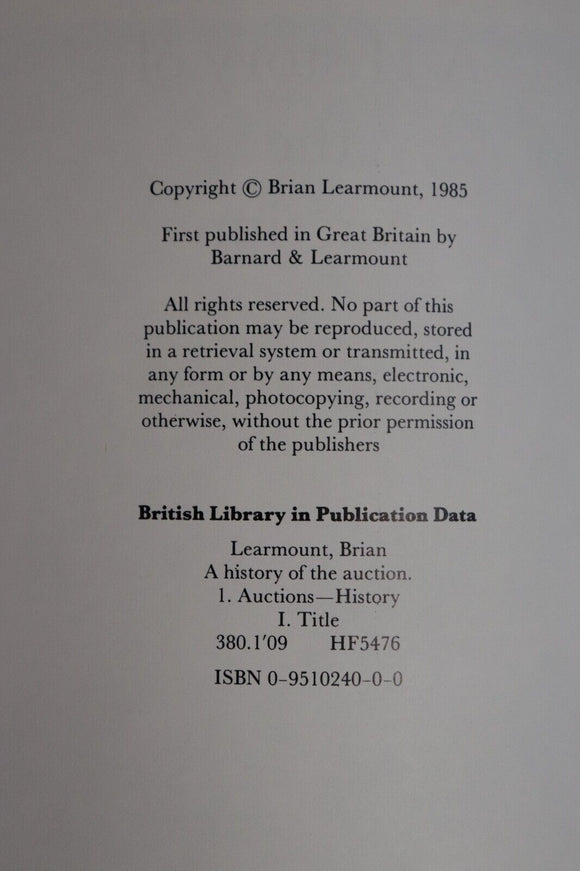 Copyright © Brian Learmount, 1985
First published in Great Britain by
Barnard & Learmount
All rights reserved. No part of this
publication may be reproduced, stored
in a retrieval system or transmitted, in
any form or by any means, electronic,
mechanical, photocopying, recording or
otherwise, without the prior permission
of the publishers
British Library in Publication Data
Learmount, Brian
A history of the auction.
1. Auctions—History
I. Title
380.1'09 HF5476
ISBN 0-9510240-0-0